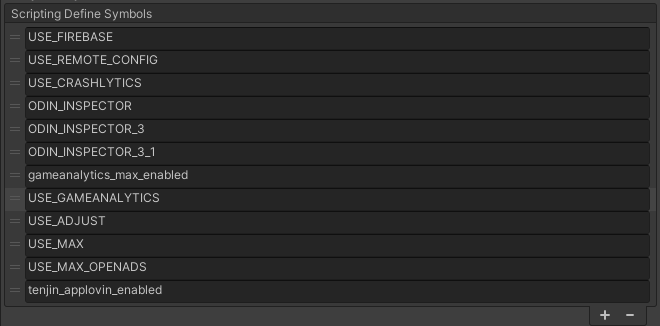 Scripting Define Symbols
USE_FIREBASE
USE_REMOTE_CONFIG
USE_CRASHLYTICS
ODIN_INSPECTOR
ODIN_INSPECTOR_3
ODIN_INSPECTOR_3_1
gameanalytics_max_enabled
USE_GAMEANALYTICS
USE_ADJUST
USE_MAX
USE_MAX_OPENADS
tenjin_applovin_enabled